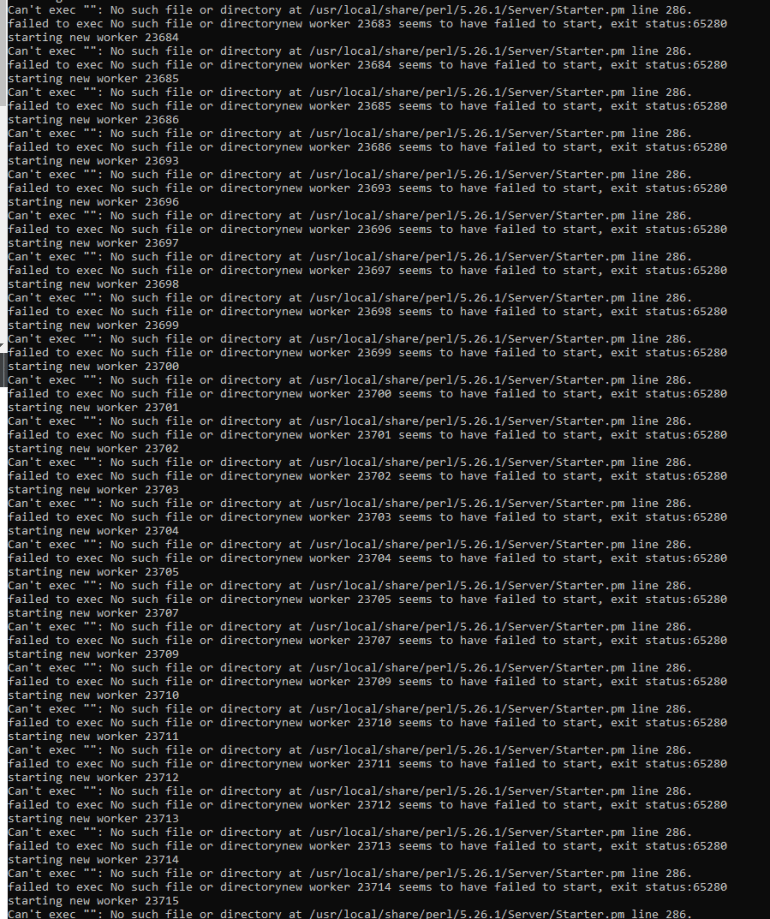 Can't exec "": No such file or directory at /usr/local/share/perl/5.26.1/Server/Starter.pm line 286.
failed to exec No such file or directorynew worker 23683 seems to have failed to start, exit status:65280
starting new worker 23684
Can't exec "": No such file or directory at /usr/local/share/perl/5.26.1/Server/Starter.pm line 286.
failed to exec No such file or directorynew worker 23684 seems to have failed to start, exit status:65280
starting new worker 23685
Can't exec "": No such file or directory at /usr/local/share/perl/5.26.1/Server/Starter.pm line 286.
failed to exec No such file or directorynew worker 23685 seems to have failed to start, exit status:65280
starting new worker 23686
Can't exec "": No such file or directory at /usr/local/share/perl/5.26.1/Server/Starter.pm line 286.
failed to exec No such file or directorynew worker 23686 seems to have failed to start, exit status:65280
starting new worker 23693
Can't exec "": No such file or directory at /usr/local/share/perl/5.26.1/Server/Starter.pm line 286.
failed to exec No such file or directorynew worker 23693 seems to have failed to start, exit status:65280
starting new worker 23696
Can't exec "": No such file or directory at /usr/local/share/perl/5.26.1/Server/Starter.pm line 286.
failed to exec No such file or directorynew worker 23696 seems to have failed to start, exit status:65280
starting new worker 23697
Can't exec "": No such file or directory at /usr/local/share/perl/5.26.1/Server/Starter.pm line 286.
failed to exec No such file or directorynew worker 23697 seems to have failed to start, exit status:65280
starting new worker 23698
Can't exec "": No such file or directory at /usr/local/share/perl/5.26.1/Server/Starter.pm line 286.
failed to exec No such file or directorynew worker 23698 seems to have failed to start, exit status:65280
starting new worker 23699
Can't exec "": No such file or directory at /usr/local/share/perl/5.26.1/Server/Starter.pm line 286.
failed to exec No such file or directorynew worker 23699 seems to have failed to start, exit status:65280
starting new worker 23700
Can't exec "": No such file or directory at /usr/local/share/perl/5.26.1/Server/Starter.pm line 286.
failed to exec No such file or directorynew worker 23700 seems to have failed to start, exit status:65280
starting new worker 23701
Can't exec "": No such file or directory at /usr/local/share/perl/5.26.1/Server/Starter.pm line 286.
failed to exec No such file or directorynew worker 23701 seems to have failed to start, exit status:65280
starting new worker 23702
Can't exec "": No such file or directory at /usr/local/share/perl/5.26.1/Server/Starter.pm line 286.
failed to exec No such file or directorynew worker 23702 seems to have failed to start, exit status:65280
starting new worker 23703
Can't exec "": No such file or directory at /usr/local/share/perl/5.26.1/Server/Starter.pm line 286.
failed to exec No such file or directorynew worker 23703 seems to have failed to start, exit status:65280
starting new worker 23704
Can't exec "": No such file or directory at /usr/local/share/perl/5.26.1/Server/Starter.pm line 286.
failed to exec No such file or directorynew worker 23704 seems to have failed to start, exit status:65280
starting new worker 23705
Can't exec "": No such file or directory at /usr/local/share/perl/5.26.1/Server/Starter.pm line 286.
failed to exec No such file or directorynew worker 23705 seems to have failed to start, exit status:65280
starting new worker 23707
Can't exec "": No such file or directory at /usr/local/share/perl/5.26.1/Server/Starter.pm line 286.
failed to exec No such file or directorynew worker 23707 seems to have failed to start, exit status:65280
starting new worker 23709
Can't exec "": No such file or directory at /usr/local/share/perl/5.26.1/Server/Starter.pm line 286.
failed to exec No such file or directorynew worker 23709 seems to have failed to start, exit status:65280
starting new worker 23710
Can't exec "": No such file or directory at /usr/local/share/perl/5.26.1/Server/Starter.pm line 286.
failed to exec No such file or directorynew worker 23710 seems to have failed to start, exit status:65280
starting new worker 23711
Can't exec "": No such file or directory at /usr/local/share/perl/5.26.1/Server/Starter.pm line 286.
failed to exec No such file or directorynew worker 23711 seems to have failed to start, exit status:65280
starting new worker 23712
Can't exec "": No such file or directory at /usr/local/share/perl/5.26.1/Server/Starter.pm line 286.
failed to exec No such file or directorynew worker 23712 seems to have failed to start, exit status:65280
starting new worker 23713
Can't exec "": No such file or directory at /usr/local/share/perl/5.26.1/Server/Starter.pm line 286.
failed to exec No such file or directorynew worker 23713 seems to have failed to start, exit status:65280
starting new worker 23714
Can't exec "": No such file or directory at /usr/local/share/perl/5.26.1/Server/Starter.pm line 286.
failed to exec No such file or directorynew worker 23714 seems to have failed to start, exit status:65280
starting new worker 23715
Can't exec "": No such file or directory at /usr/local/share/perl/5.26.1/Server/Starter.pm line 286.